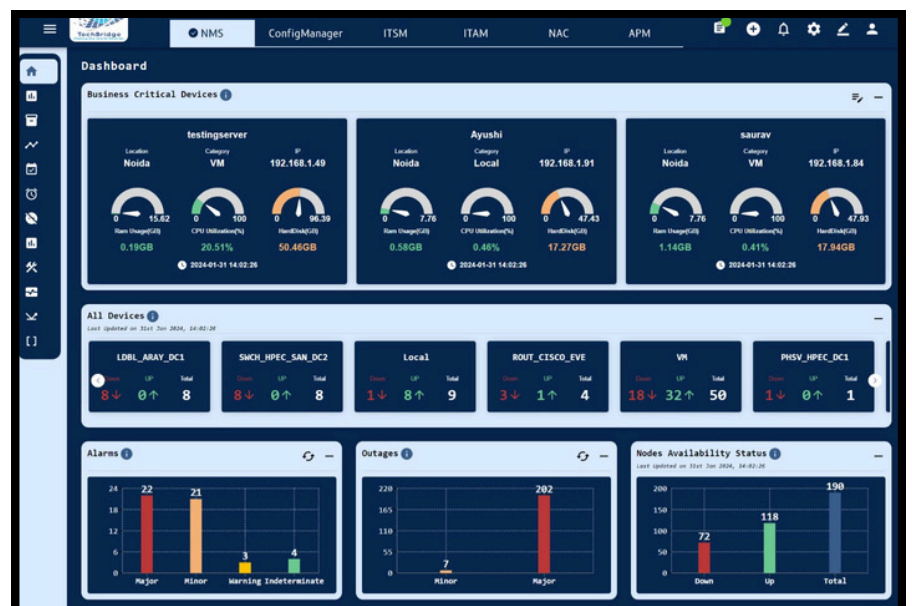 TechBridge
NMS ConfigManager ITSM ITAM NAC APM
Dashboard
Business Critical Devices
testingserver
Location Category IP
Noida VM 192.168.1.49
0 15.62 0 100 0 96.39
Ram Usage(GB) CPU Utilization(%) HardDisk(GB)
0.19GB 20.51% 50.46GB
2024-01-31 14:02:26
Ayushi
Location Category IP
Noida Local 192.168.1.91
0 7.76 0 100 0 47.43
Ram Usage(GB) CPU Utilization(%) HardDisk(GB)
0.58GB 0.46% 17.27GB
2024-01-31 14:02:26
saurav
Location Category IP
Noida VM 192.168.1.84
0 7.76 0 100 0 47.93
Ram Usage(GB) CPU Utilization(%) HardDisk(GB)
1.14GB 0.41% 17.94GB
2024-01-31 14:02:26
All Devices
Last Updated on 31st Jan 2024, 14:02:26
LDBL_ARAY_DC1
Down UP Total
8↓ 0↑ 8
SWCH_HPEC_SAN_DC2
Down UP Total
8↓ 0↑ 8
Local
Down UP Total
1↓ 8↑ 9
ROUT_CISCO_EVE
Down UP Total
3↓ 1↑ 4
VM
Down UP Total
18↓ 32↑ 50
PHSV_HPEC_DC1
Down UP Total
1↓ 0↑ 1
Alarms
24
18
12
6
0
22 21 3 4
Major Minor Warning Indeterminate
Outages
220
165
110
55
0
7 202
Minor Major
Nodes Availability Status
Last Updated on 31st Jan 2024, 14:02:26
200
150
100
50
0
72 118 190
Down Up Total